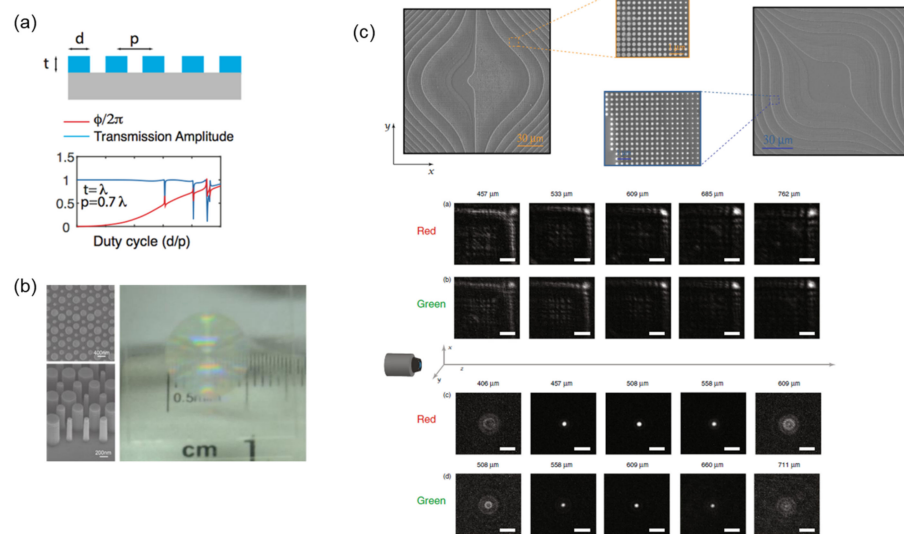 (a)
d
p
t
ϕ/2π
Transmission Amplitude
1.5
1
0.5
0
t=λ
p=0.7 λ
Duty cycle (d/p)
(b)
400nm
200nm
0.5mm
cm 1
(c)
y
x
30 μm
30 μm
457 μm 533 μm 609 μm 685 μm 762 μm
(a)
Red
(b)
Green
x
z
y
406 μm 457 μm 508 μm 558 μm 609 μm
(c)
Red
508 μm 558 μm 609 μm 660 μm 711 μm
(d)
Green